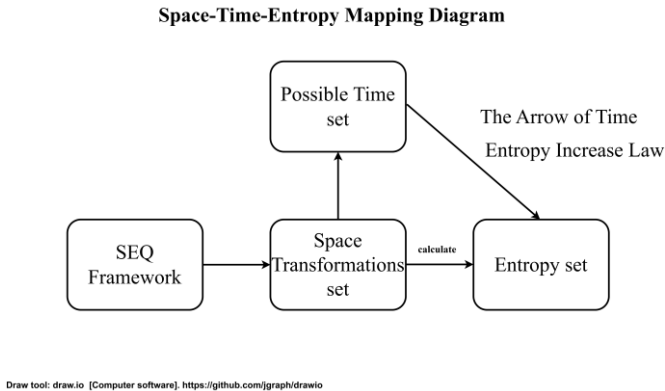 Space-Time-Entropy Mapping Diagram
Possible Time
set
The Arrow of Time
Entropy Increase Law
SEQ
Framework
Space
Transformations
set
calculate
Entropy set
Draw tool: draw.io [Computer software]. https://github.com/jgraph/drawio